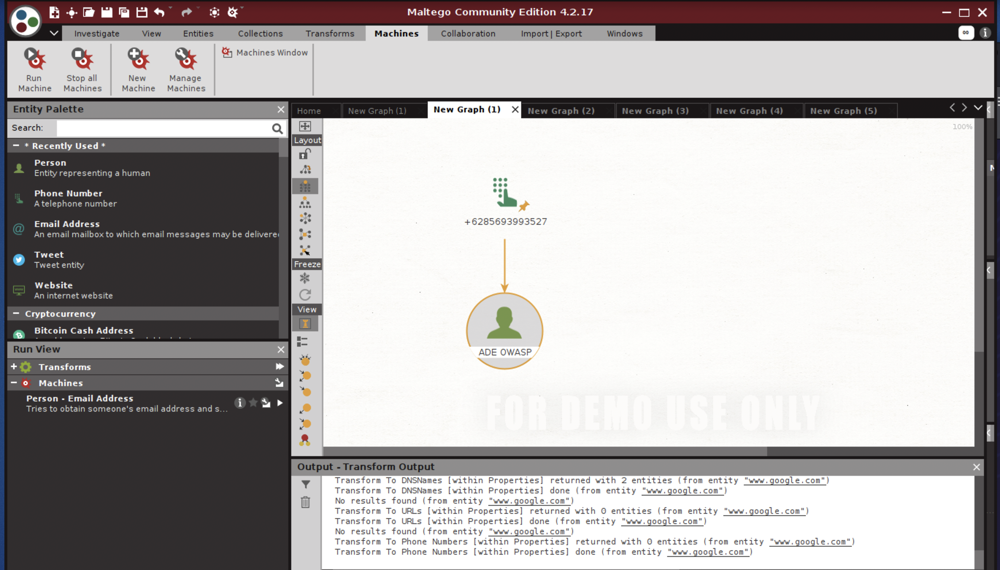 Maltego Community Edition 4.2.17
Investigate View Entities Collections Transforms Machines Collaboration Import | Export Windows
Run Machine
Stop all Machines
New Machine
Manage Machines
Machines Window
Entity Palette
Search:
* Recently Used *
Person
Entity representing a human
Phone Number
A telephone number
Email Address
An email mailbox to which email messages may be delivere
Tweet
Tweet entity
Website
An internet website
Cryptocurrency
Bitcoin Cash Address
Run View
Transforms
Machines
Person - Email Address
Tries to obtain someone's email address and s...
Home New Graph (1) New Graph (1) New Graph (2) New Graph (3) New Graph (4) New Graph (5)
100%
Layout
Freeze
View
+6285693993527
ADE OWASP
FOR DEMO USE ONLY
Output - Transform Output
Transform To DNSNames [within Properties] returned with 2 entities (from entity "www.google.com")
Transform To DNSNames [within Properties] done (from entity "www.google.com")
No results found (from entity "www.google.com")
Transform To URLs [within Properties] returned with 0 entities (from entity "www.google.com")
Transform To URLs [within Properties] done (from entity "www.google.com")
No results found (from entity "www.google.com")
Transform To Phone Numbers [within Properties] returned with 0 entities (from entity "www.google.com")
Transform To Phone Numbers [within Properties] done (from entity "www.google.com")